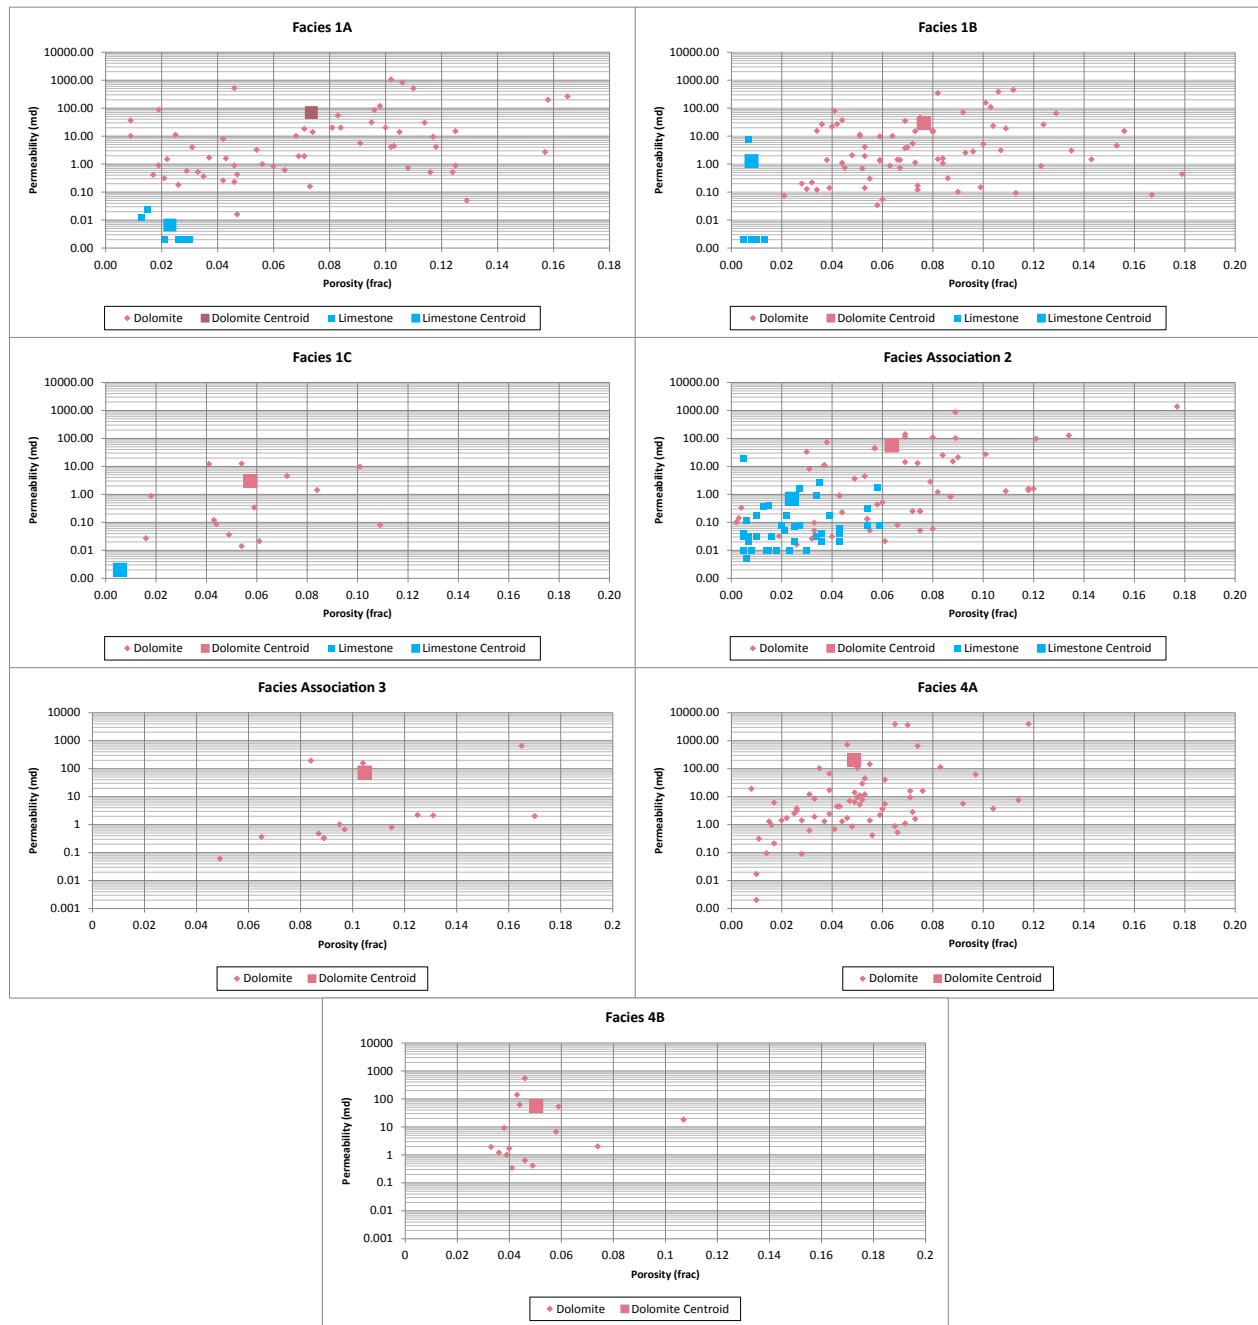 Facies 1A
10000.00
1000.00
100.00
10.00
1.00
0.10
0.01
0.00
Permeability (md)
0.00 0.02 0.04 0.06 0.08 0.10 0.12 0.14 0.16 0.18
Porosity (frac)
Dolomite Dolomite Centroid Limestone Limestone Centroid
Facies 1B
10000.00
1000.00
100.00
10.00
1.00
0.10
0.01
0.00
Permeability (md)
0.00 0.02 0.04 0.06 0.08 0.10 0.12 0.14 0.16 0.18 0.20
Porosity (frac)
Dolomite Dolomite Centroid Limestone Limestone Centroid
Facies 1C
10000.00
1000.00
100.00
10.00
1.00
0.10
0.01
0.00
Permeability (md)
0.00 0.02 0.04 0.06 0.08 0.10 0.12 0.14 0.16 0.18 0.20
Porosity (frac)
Dolomite Dolomite Centroid Limestone Limestone Centroid
Facies Association 2
10000.00
1000.00
100.00
10.00
1.00
0.10
0.01
0.00
Permeability (md)
0.00 0.02 0.04 0.06 0.08 0.10 0.12 0.14 0.16 0.18 0.20
Porosity (frac)
Dolomite Dolomite Centroid Limestone Limestone Centroid
Facies Association 3
10000
1000
100
10
1
0.1
0.01
0.001
Permeability (md)
0 0.02 0.04 0.06 0.08 0.1 0.12 0.14 0.16 0.18 0.2
Porosity (frac)
Dolomite Dolomite Centroid
Facies 4A
10000.00
1000.00
100.00
10.00
1.00
0.10
0.01
0.00
Permeability (md)
0.00 0.02 0.04 0.06 0.08 0.10 0.12 0.14 0.16 0.18 0.20
Porosity (frac)
Dolomite Dolomite Centroid
Facies 4B
10000
1000
100
10
1
0.1
0.01
0.001
Permeability (md)
0 0.02 0.04 0.06 0.08 0.1 0.12 0.14 0.16 0.18 0.2
Porosity (frac)
Dolomite Dolomite Centroid